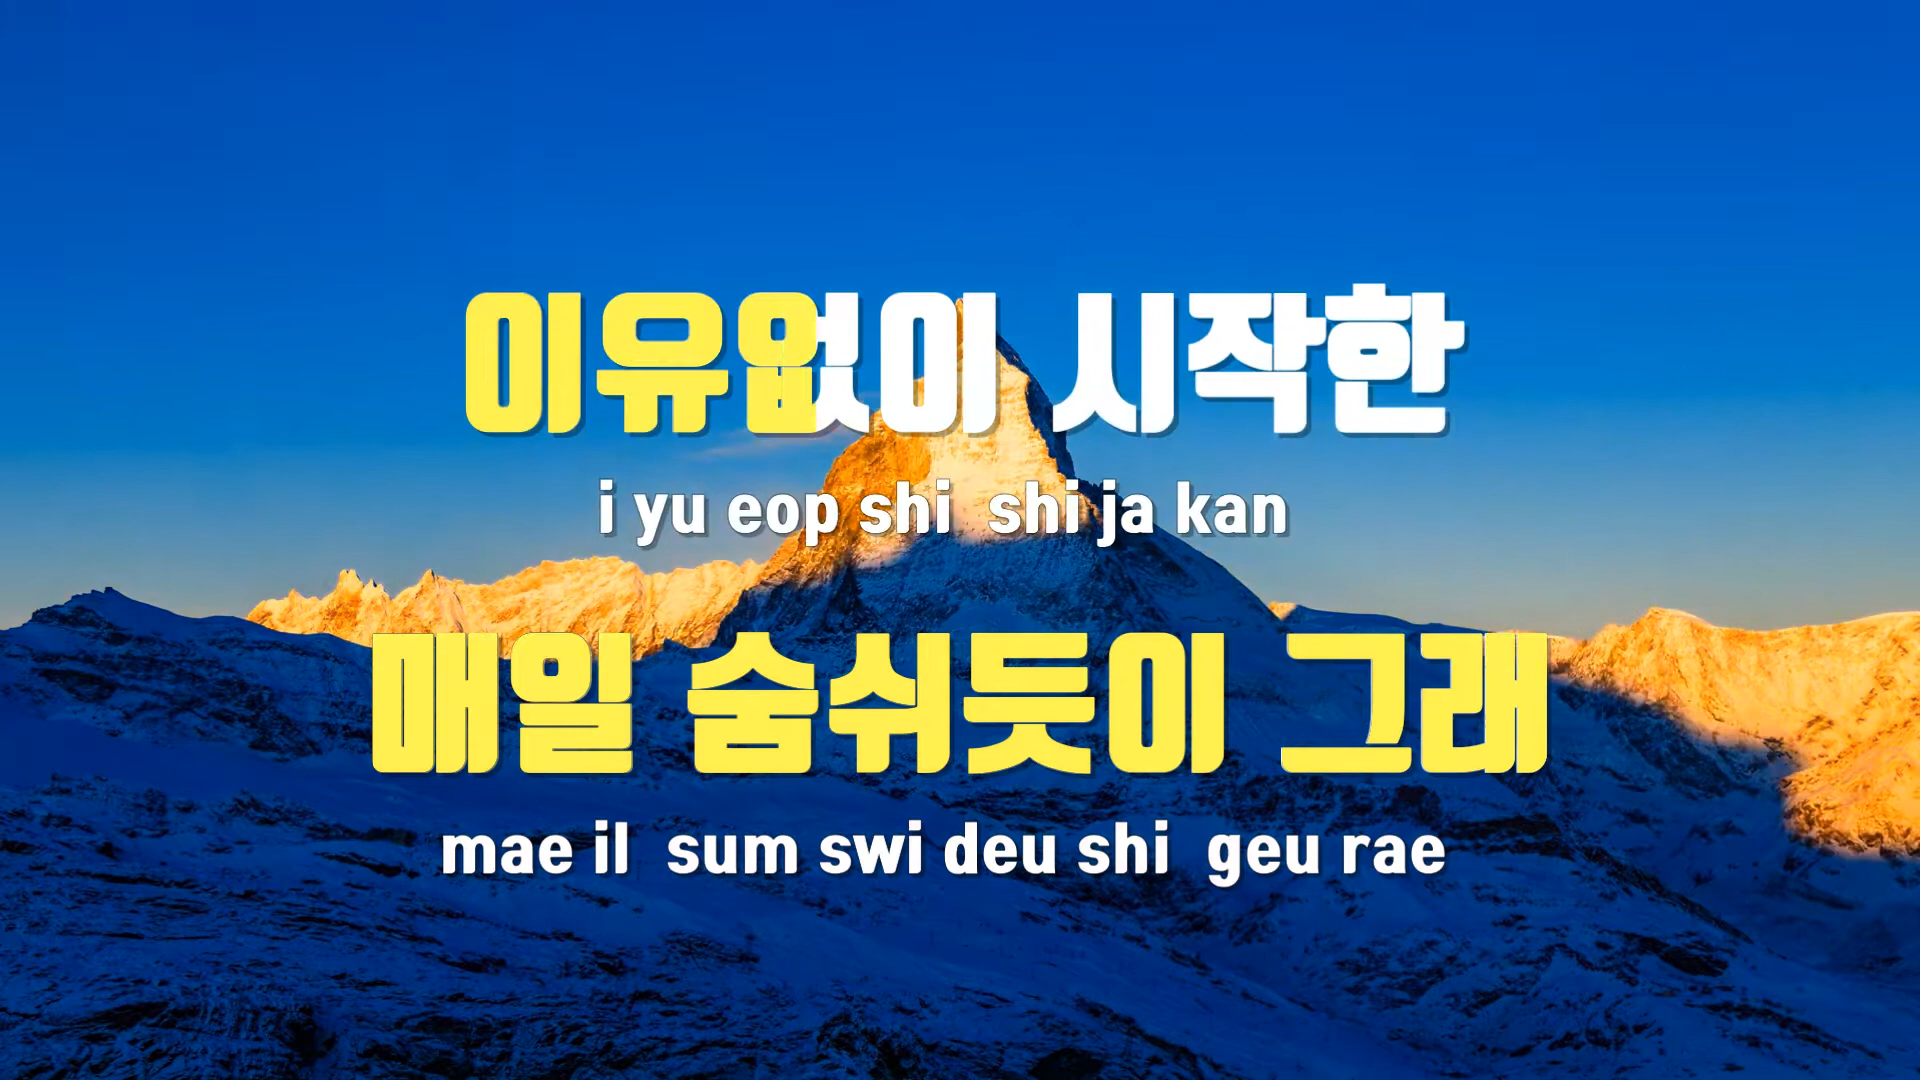 이유없이 시작한
i yu eop shi shi ja kan
매일 숨쉬듯이 그래
mae il sum swi deu shi geu rae